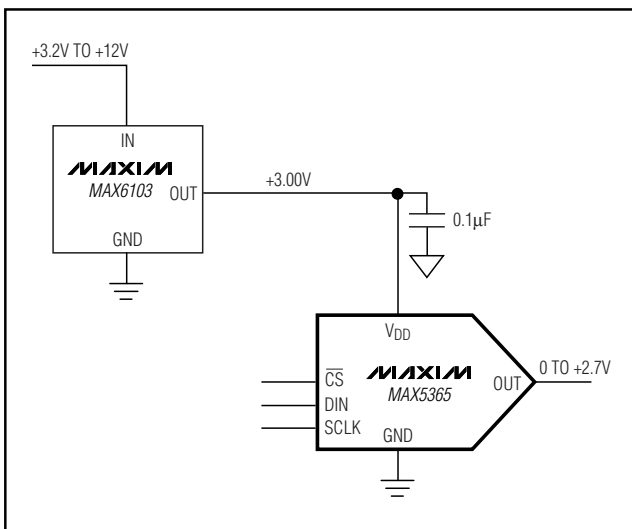 +3.2V TO +12V
IN
MAXIM
MAX6103
OUT
+3.00V
GND
0.1µF
VDD
CS
DIN
SCLK
MAXIM
MAX5365
OUT
0 TO +2.7V
GND